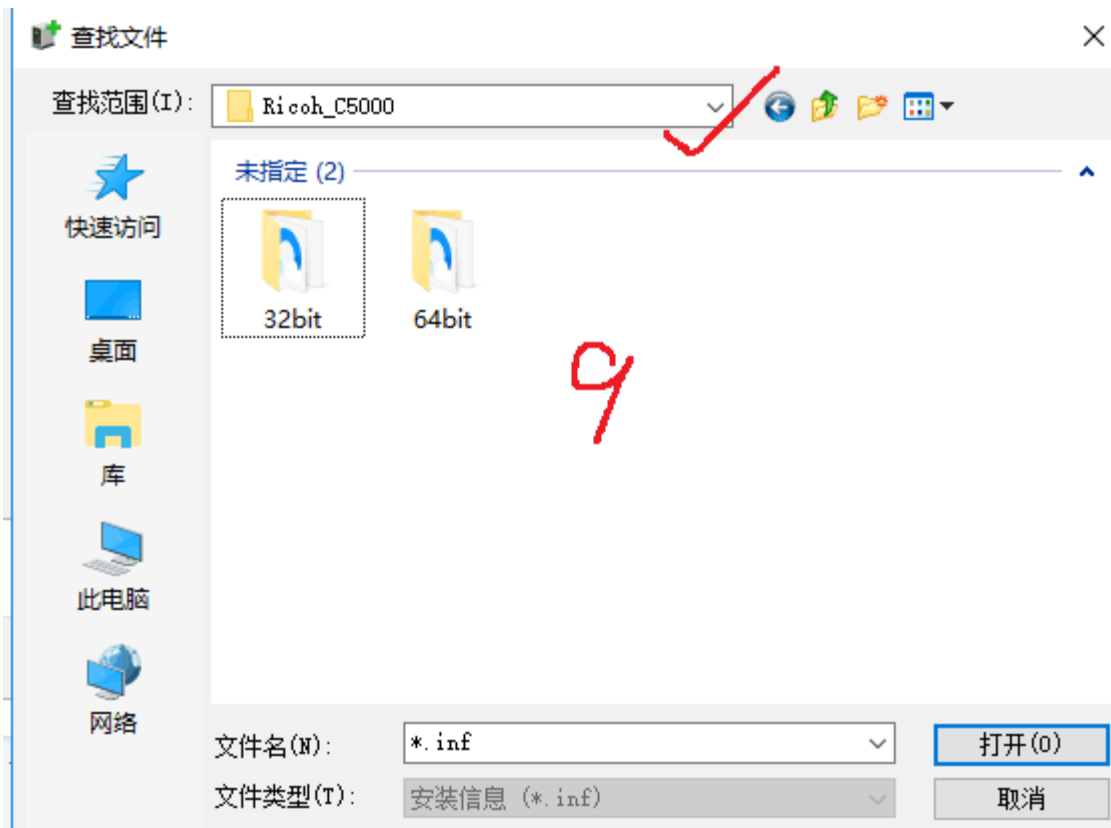 查找文件
查找范围(I):
Ricoh_C5000
未指定 (2)
快速访问
32bit
64bit
9
桌面
库
此电脑
网络
文件名(N):
*.inf
打开(O)
文件类型(T):
安装信息 (*.inf)
取消